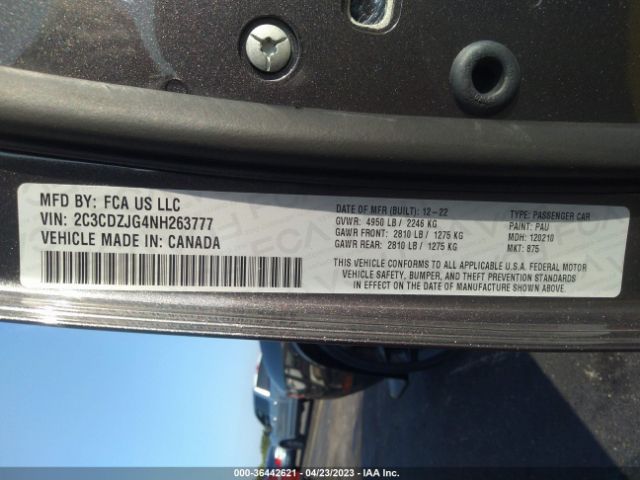 MFD BY: FCA US LLC
VIN: 2C3CDZJG4NH263777
VEHICLE MADE IN: CANADA
DATE OF MFR (BUILT): 12-22
GVWR: 4950 LB / 2246 KG
GAWR FRONT: 2810 LB / 1275 KG
GAWR REAR: 2810 LB / 1275 KG
TYPE: PASSENGER CAR
PAINT: PAU
MDH: 120210
MKT: 875
THIS VEHICLE CONFORMS TO ALL APPLICABLE U.S.A. FEDERAL MOTOR
VEHICLE SAFETY, BUMPER, AND THEFT PREVENTION STANDARDS
IN EFFECT ON THE DATE OF MANUFACTURE SHOWN ABOVE.
000-36442621 - 04/23/2023 - IAA Inc.